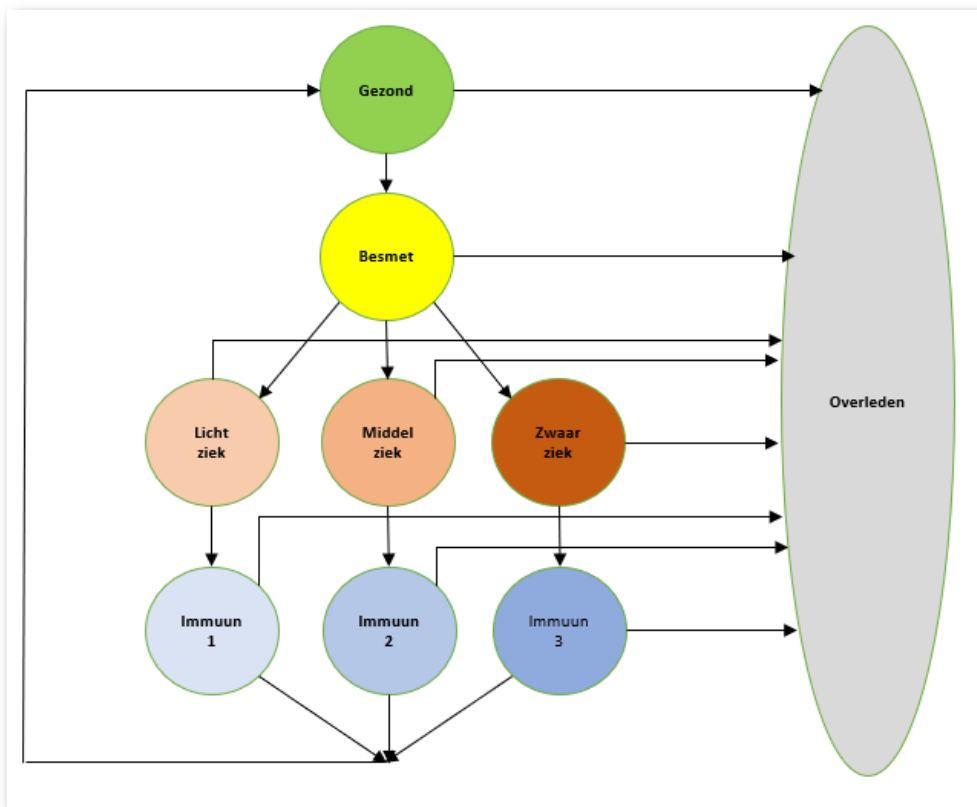 Gezond
Besmet
Overleden
Licht
ziek
Middel
ziek
Zwaar
ziek
Immuun
1
Immuun
2
Immuun
3